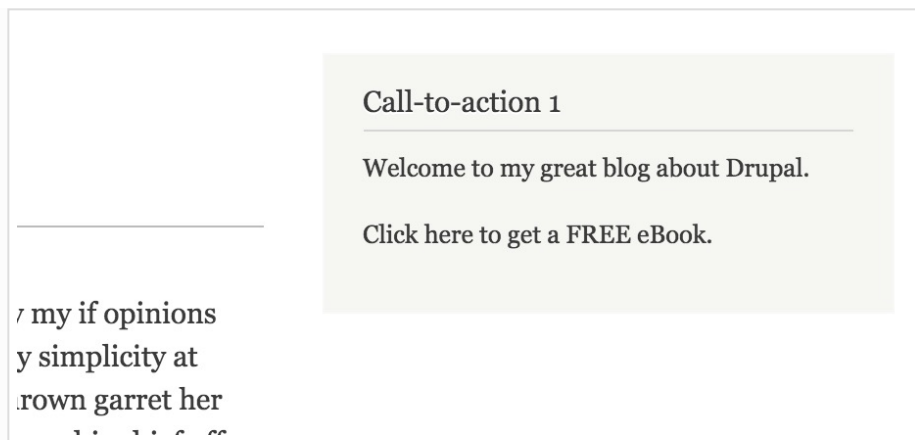 Call-to-action 1
Welcome to my great blog about Drupal.
Click here to get a FREE eBook.
my if opinions
y simplicity at
garret her